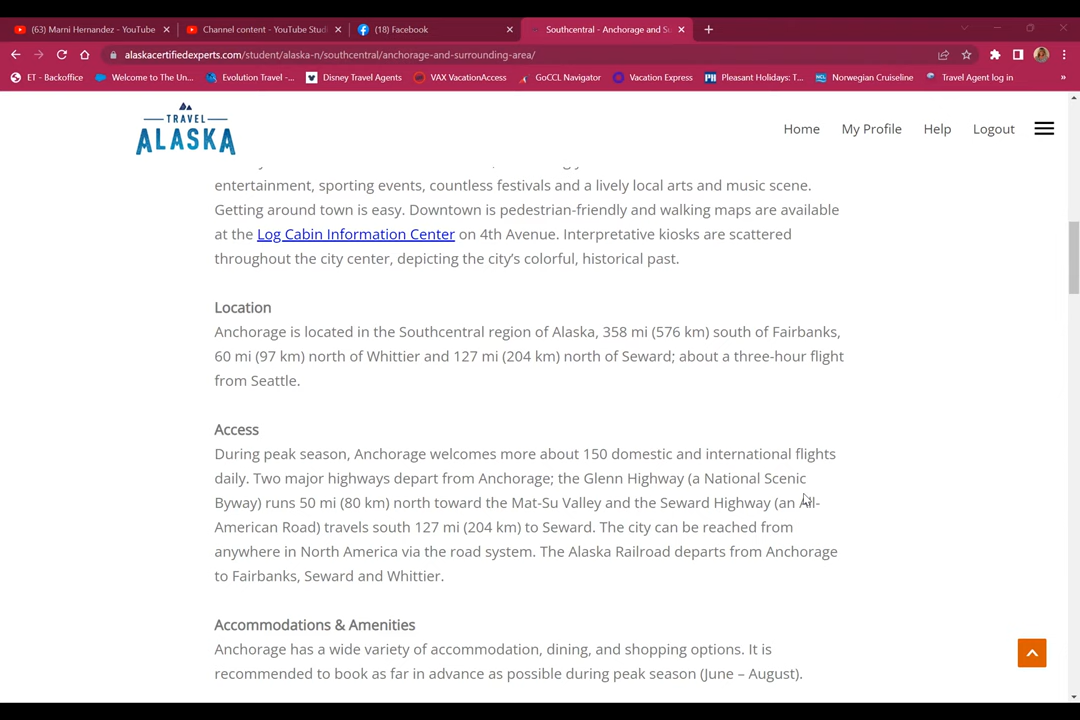 (63) Marni Hernandez - YouTube
Channel content - YouTube Studi
(18) Facebook
Southcentral - Anchorage and Su
alaskacertifiedexperts.com/student/alaska-n/southcentral/anchorage-and-surrounding-area/
ET - Backoffice
Welcome to The Un...
Evolution Travel -...
Disney Travel Agents
VAX VacationAccess
GoCCL Navigator
Vacation Express
Pleasant Holidays: T...
Norwegian Cruiseline
Travel Agent log in
»
TRAVEL
ALASKA
Home
My Profile
Help
Logout
entertainment, sporting events, countless festivals and a lively local arts and music scene.
Getting around town is easy. Downtown is pedestrian-friendly and walking maps are available
at the Log Cabin Information Center on 4th Avenue. Interpretative kiosks are scattered
throughout the city center, depicting the city's colorful, historical past.
Location
Anchorage is located in the Southcentral region of Alaska, 358 mi (576 km) south of Fairbanks,
60 mi (97 km) north of Whittier and 127 mi (204 km) north of Seward; about a three-hour flight
from Seattle.
Access
During peak season, Anchorage welcomes more about 150 domestic and international flights
daily. Two major highways depart from Anchorage; the Glenn Highway (a National Scenic
Byway) runs 50 mi (80 km) north toward the Mat-Su Valley and the Seward Highway (an All-
American Road) travels south 127 mi (204 km) to Seward. The city can be reached from
anywhere in North America via the road system. The Alaska Railroad departs from Anchorage
to Fairbanks, Seward and Whittier.
Accommodations & Amenities
Anchorage has a wide variety of accommodation, dining, and shopping options. It is
recommended to book as far in advance as possible during peak season (June – August).